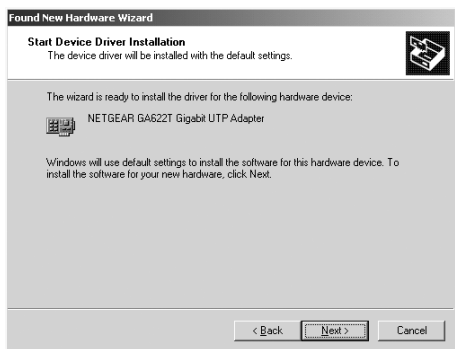 Found New Hardware Wizard
Start Device Driver Installation
The device driver will be installed with the default settings.
The wizard is ready to install the driver for the following hardware device:
NETGEAR GA622T Gigabit UTP Adapter
Windows will use default settings to install the software for this hardware device. To
install the software for your new hardware, click Next.
< Back Next > Cancel